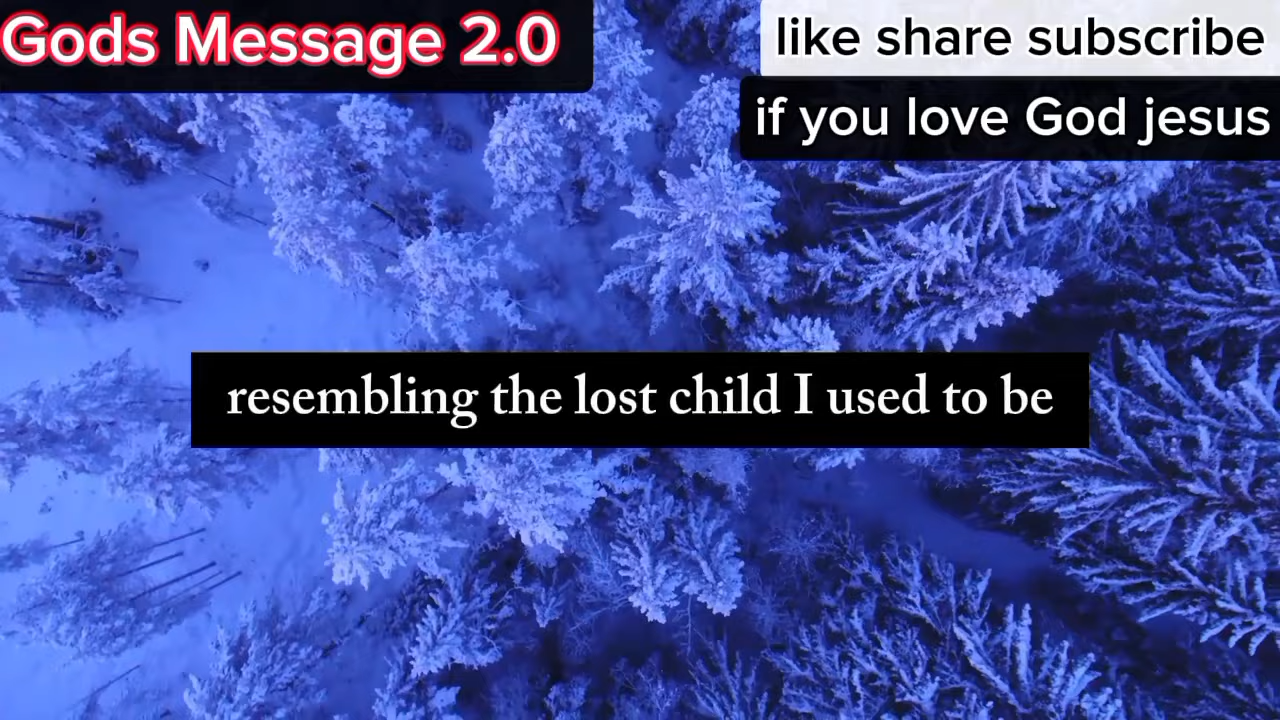 Gods Message 2.0
like share subscribe
if you love God jesus
resembling the lost child I used to be